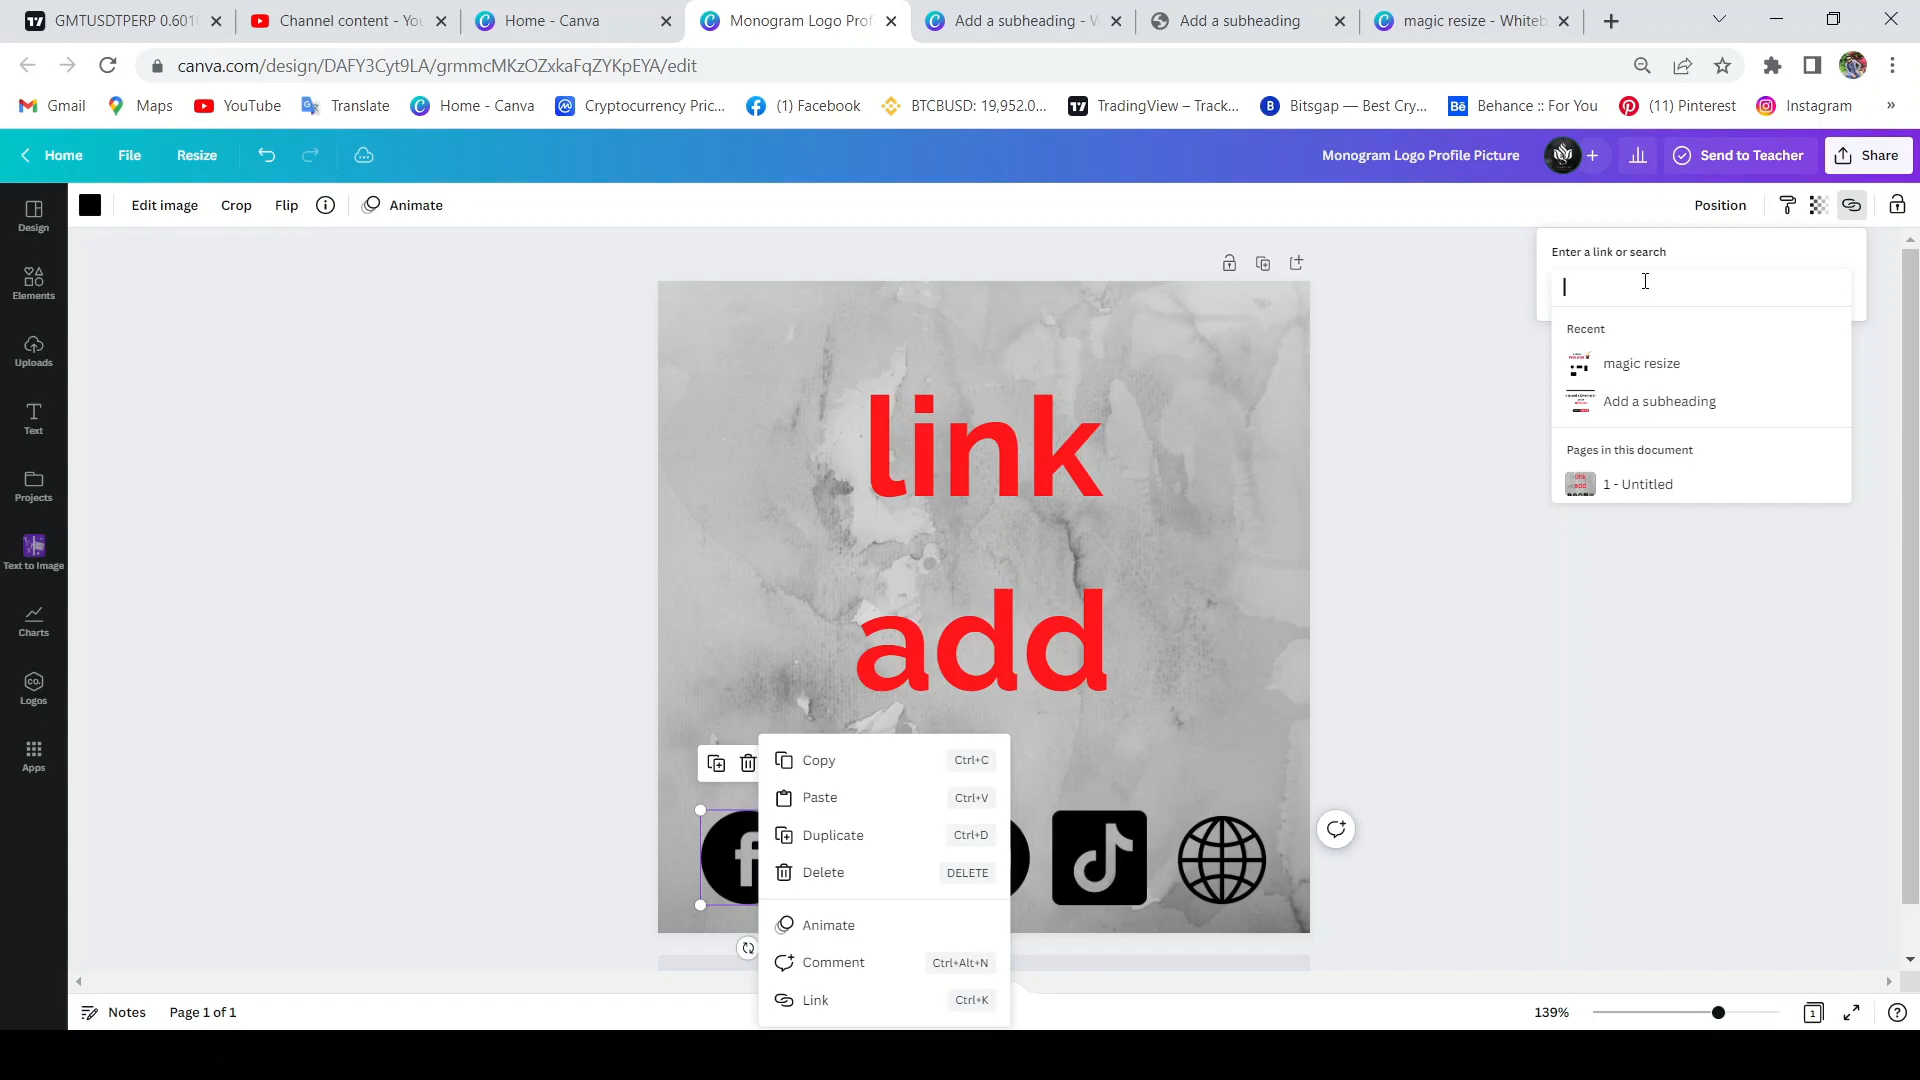 GMTUSDTPERP 0.6010
Channel content - You
Home - Canva
Monogram Logo Prof
Add a subheading - W
Add a subheading
magic resize - Whiteb
canva.com/design/DAFY3Cyt9LA/grmmcMKzOZxkaFqZYKpEYA/edit
Gmail
Maps
YouTube
Translate
Home - Canva
Cryptocurrency Pric...
(1) Facebook
BTCBUSD: 19,952.0...
TradingView – Track...
Bitsgap — Best Cry...
Behance :: For You
(11) Pinterest
Instagram
»
Home
File
Resize
Monogram Logo Profile Picture
Send to Teacher
Share
Edit image
Crop
Flip
Animate
Position
Design
Elements
Uploads
Text
Projects
Text to Image
Charts
Logos
Apps
Enter a link or search
Recent
magic resize
Add a subheading
Pages in this document
1 - Untitled
link
add
Copy Ctrl+C
Paste Ctrl+V
Duplicate Ctrl+D
Delete DELETE
Animate
Comment Ctrl+Alt+N
Link Ctrl+K
Notes
Page 1 of 1
139%
1